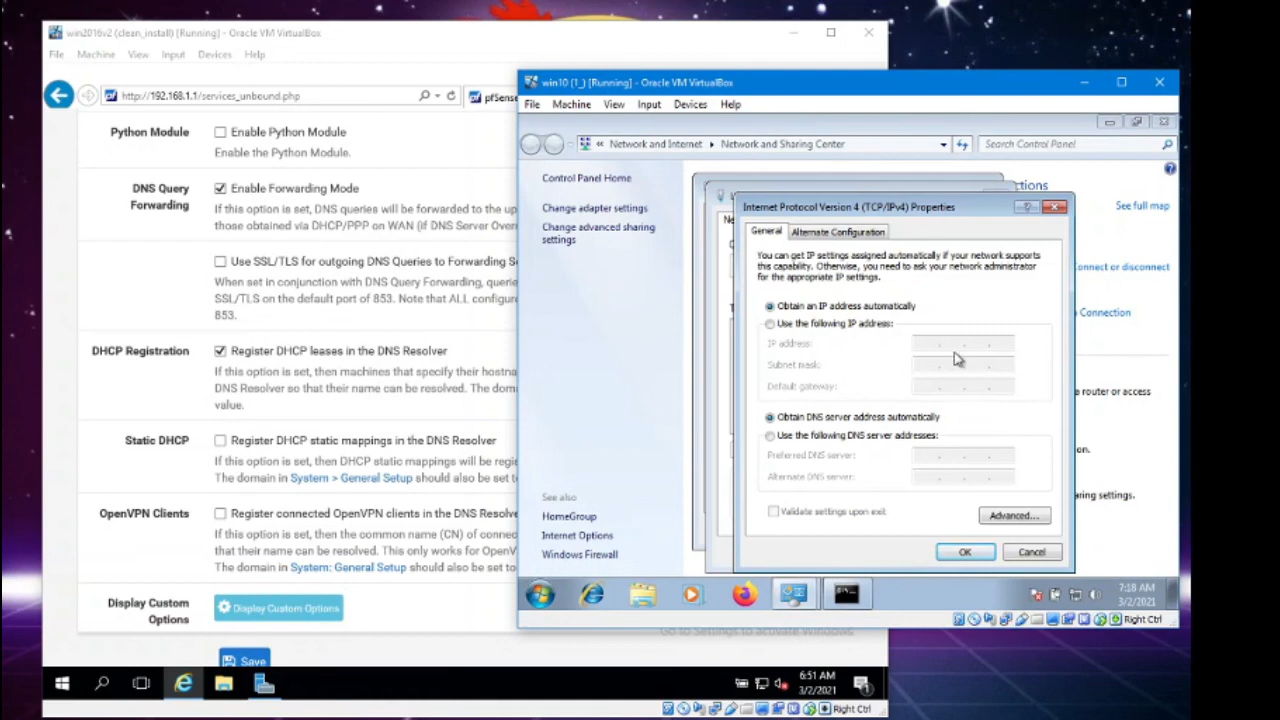 win2016v2 (clean_install) [Running] - Oracle VM VirtualBox
File Machine View Input Devices Help
http://192.168.1.1/services_unbound.php
pfSense
Python Module
Enable Python Module
Enable the Python Module.
DNS Query
Forwarding
Enable Forwarding Mode
If this option is set, DNS queries will be forwarded to the up
those obtained via DHCP/PPP on WAN (if DNS Server Over
Use SSL/TLS for outgoing DNS Queries to Forwarding Se
When set in conjunction with DNS Query Forwarding, queries
SSL/TLS on the default port of 853. Note that ALL configure
853.
DHCP Registration
Register DHCP leases in the DNS Resolver
If this option is set, then machines that specify their hostna
DNS Resolver so that their name can be resolved. The dom
value.
Static DHCP
Register DHCP static mappings in the DNS Resolver
If this option is set, then DHCP static mappings will be regi
The domain in System > General Setup should also be set to
OpenVPN Clients
Register connected OpenVPN clients in the DNS Resolve
If this option is set, then the common name (CN) of connec
that their name can be resolved. This only works for OpenV
System: General Setup should also be set to
Display Custom
Options
Display Custom Options
Save
Go to Settings to activate Windows.
6:51 AM
3/2/2021
Right Ctrl
win10 (1_) [Running] - Oracle VM VirtualBox
File Machine View Input Devices Help
« Network and Internet Network and Sharing Center
Search Control Panel
Control Panel Home
Change adapter settings
Change advanced sharing
settings
See also
HomeGroup
Internet Options
Windows Firewall
ctions
See full map
onnect or disconnect
Connection
a router or access
on.
aring settings.
Internet Protocol Version 4 (TCP/IPv4) Properties
General
Alternate Configuration
You can get IP settings assigned automatically if your network supports
this capability. Otherwise, you need to ask your network administrator
for the appropriate IP settings.
Obtain an IP address automatically
Use the following IP address:
IP address:
Subnet mask:
Default gateway:
Obtain DNS server address automatically
Use the following DNS server addresses:
Preferred DNS server:
Alternate DNS server:
Validate settings upon exit
Advanced...
OK
Cancel
7:18 AM
3/2/2021
Right Ctrl